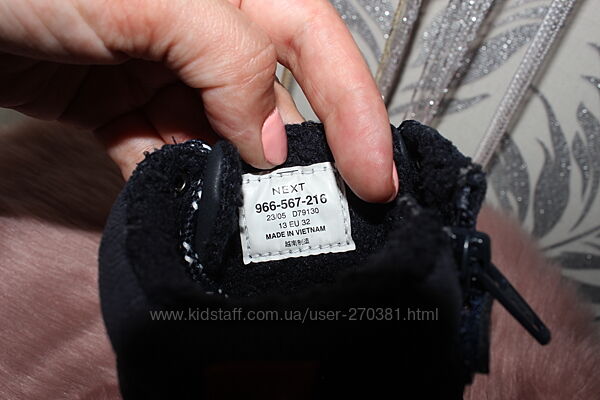 NEXT
966-567-216
23/05 D79130
13 EU 32
MADE IN VIETNAM
越南制造
www.kidstaff.com.ua/user-270381.html